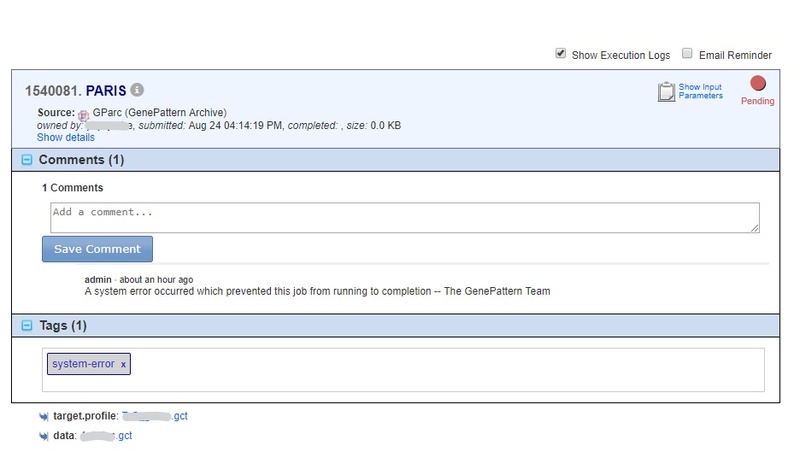 Show Execution Logs Email Reminder
1540081. PARIS
Show Input
Parameters
Pending
Source: GParc (GenePattern Archive)
owned by: submitted: Aug 24 04:14:19 PM, completed: , size: 0.0 KB
Show details
Comments (1)
1 Comments
Add a comment...
Save Comment
admin - about an hour ago
A system error occurred which prevented this job from running to completion -- The GenePattern Team
Tags (1)
system-error x
target.profile: .gct
data: .gct